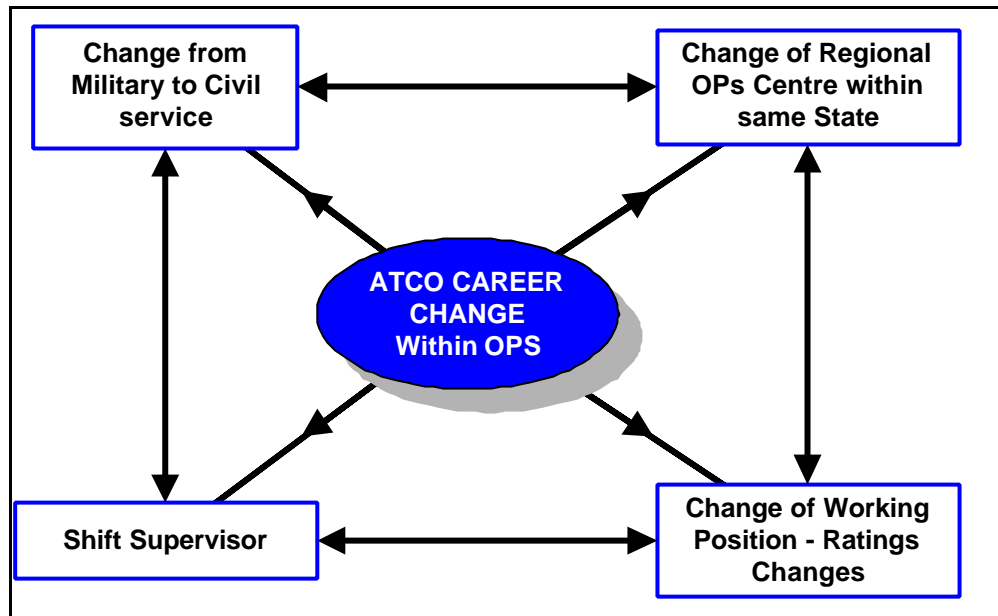 Change from
Military to Civil
service
Change of Regional
OPs Centre within
same State
ATCO CAREER
CHANGE
Within OPS
Shift Supervisor
Change of Working
Position - Ratings
Changes